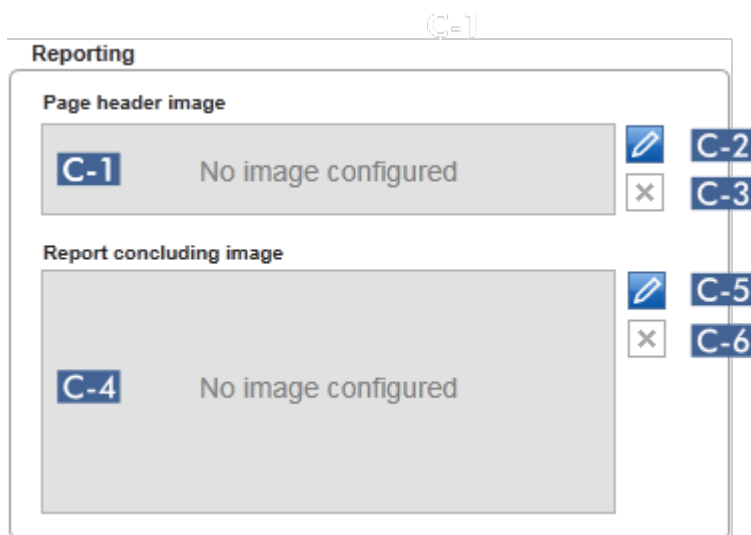 C-1
Reporting
Page header image
C-1 No image configured
C-2
C-3
Report concluding image
C-5
C-6
C-4 No image configured